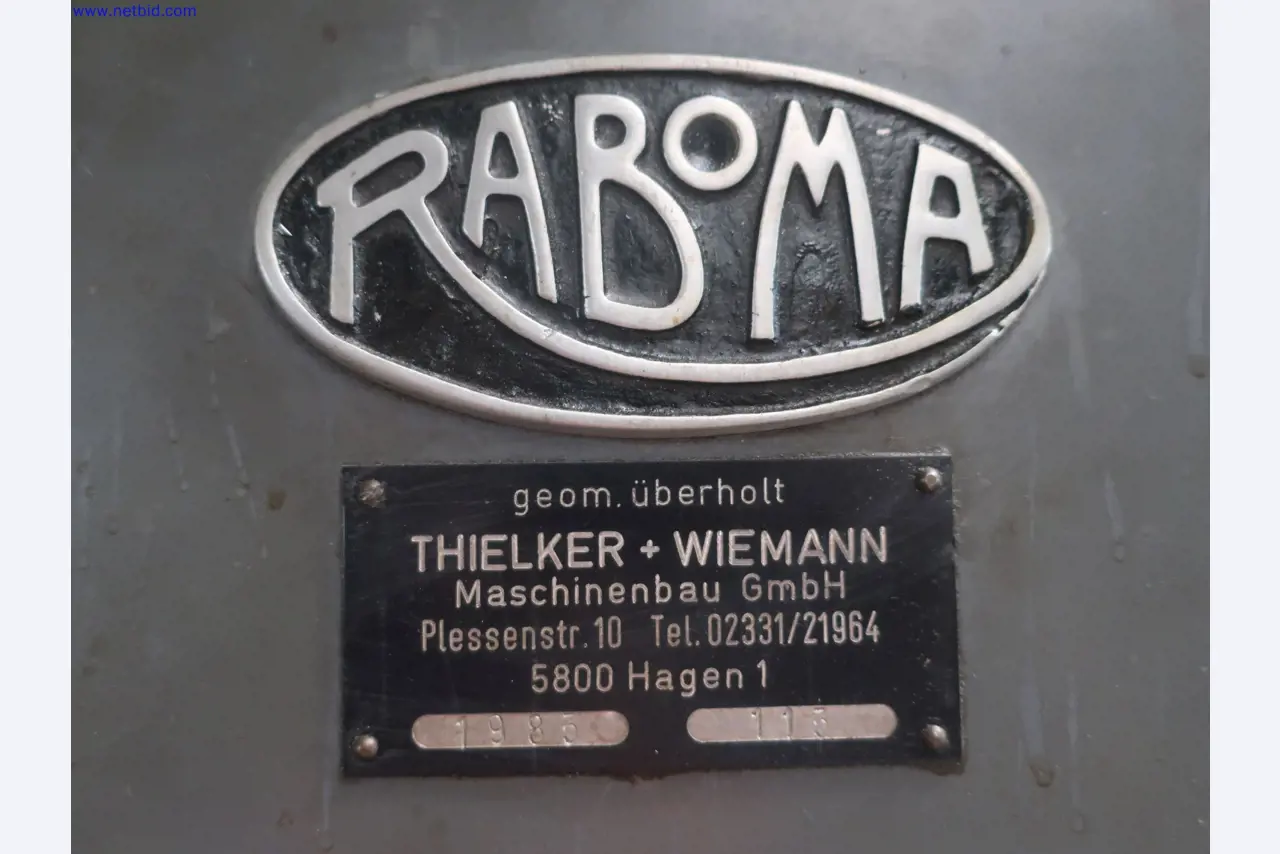 www.netbid.com
RABOMA
geom. überholt
THIELKER + WIEMANN
Maschinenbau GmbH
Plessenstr. 10 Tel. 02331/21964
5800 Hagen 1
1985